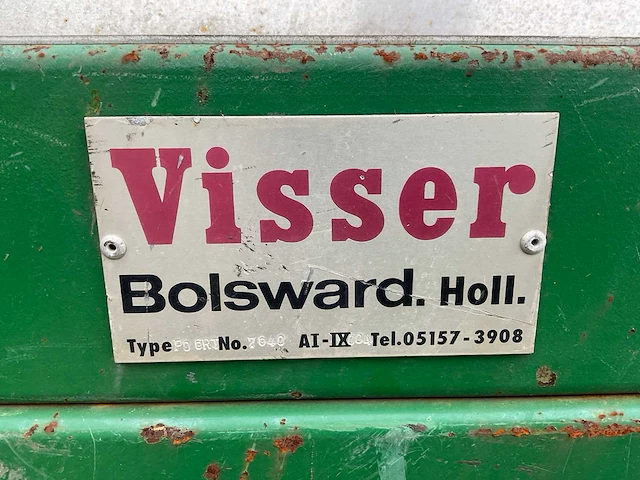 Visser
Bolsward. Holl.
Type No. AI-IX Tel.05157-3908